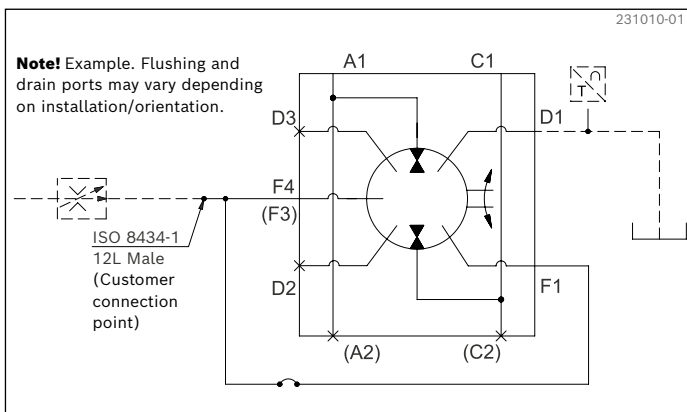 231010-01
Note! Example. Flushing and
drain ports may vary depending
on installation/orientation.
A1
C1
D3
D1
F4
(F3)
ISO 8434-1
12L Male
(Customer
connection
point)
D2
F1
(A2)
(C2)
T